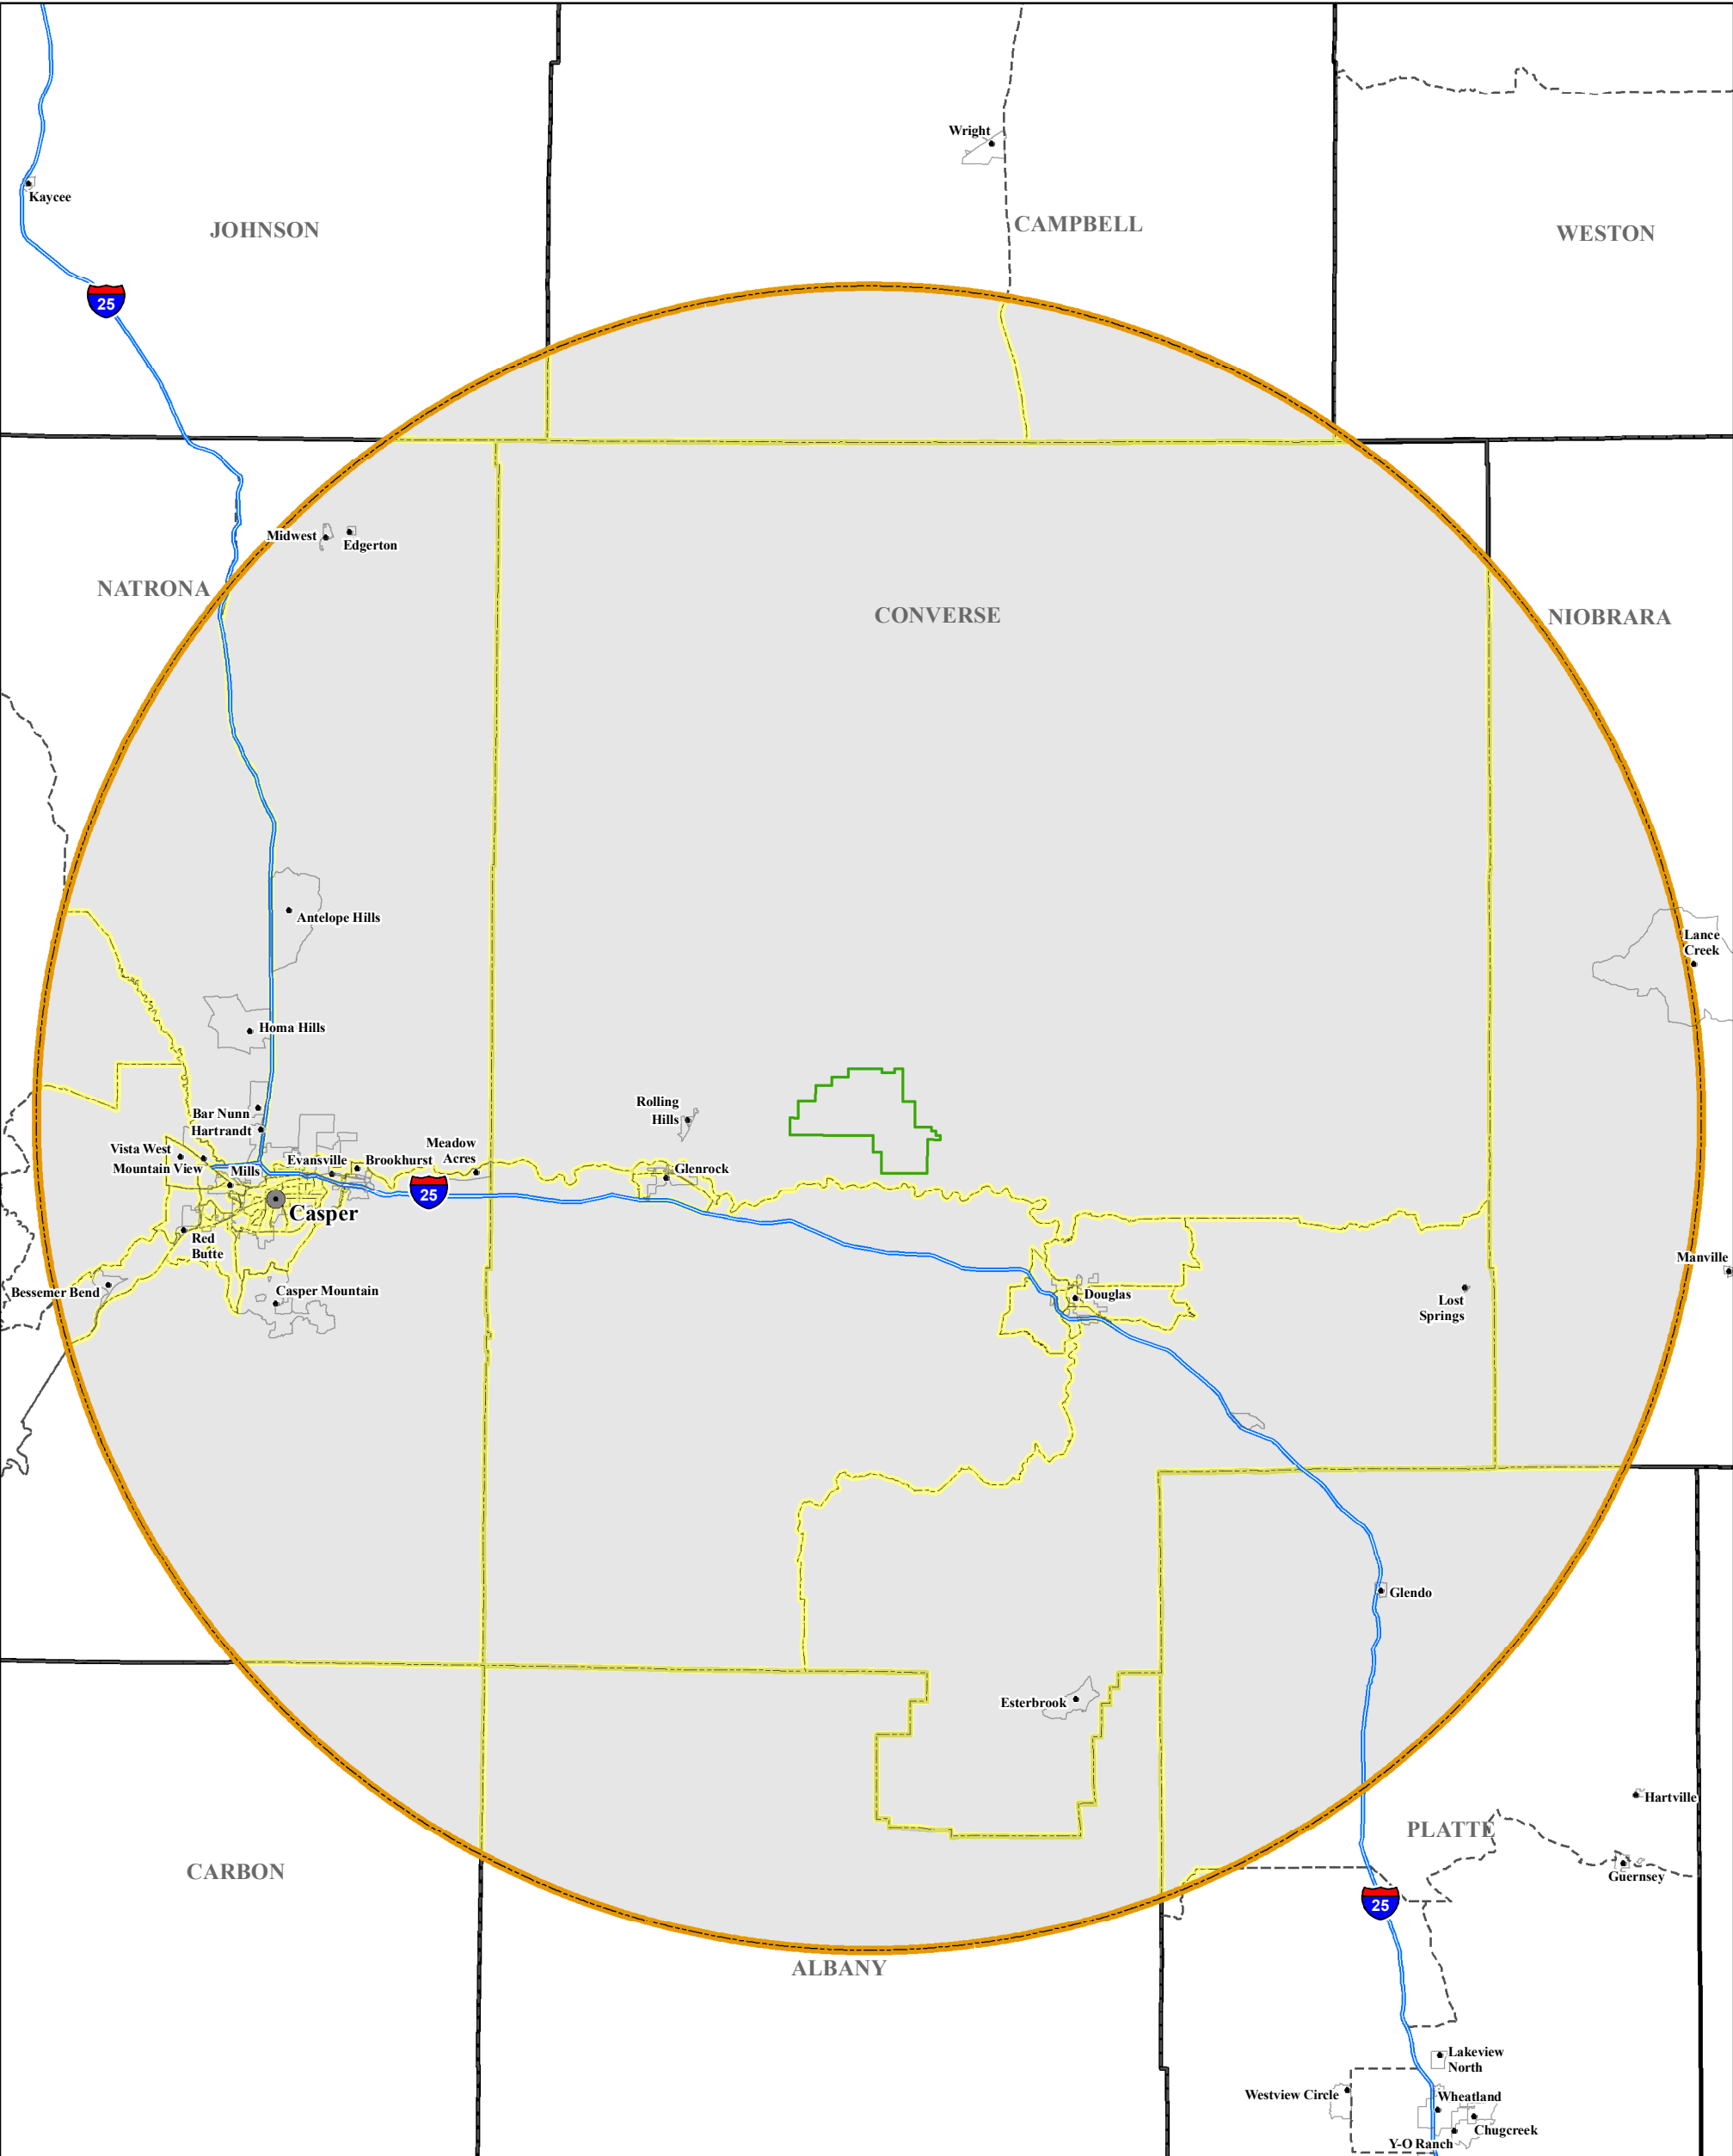 Wright
Kaycee
JOHNSON
CAMPBELL
WESTON
25
Midwest
Edgerton
NATRONA
CONVERSE
NIOBRARA
Antelope Hills
Lance
Creek
Homa Hills
Bar Nunn
Hartrandt
Rolling
Hills
Vista West
Mountain View
Mills
Evansville
Brookhurst
Meadow
Acres
Glenrock
25
Casper
Red
Butte
Manville
Bessemer Bend
Casper Mountain
Douglas
Lost
Springs
Glendo
Esterbrook
Hartville
PLATTE
CARBON
Guernsey
25
ALBANY
Lakeview
North
Westview Circle
Wheatland
Chugcreek
Y-O Ranch